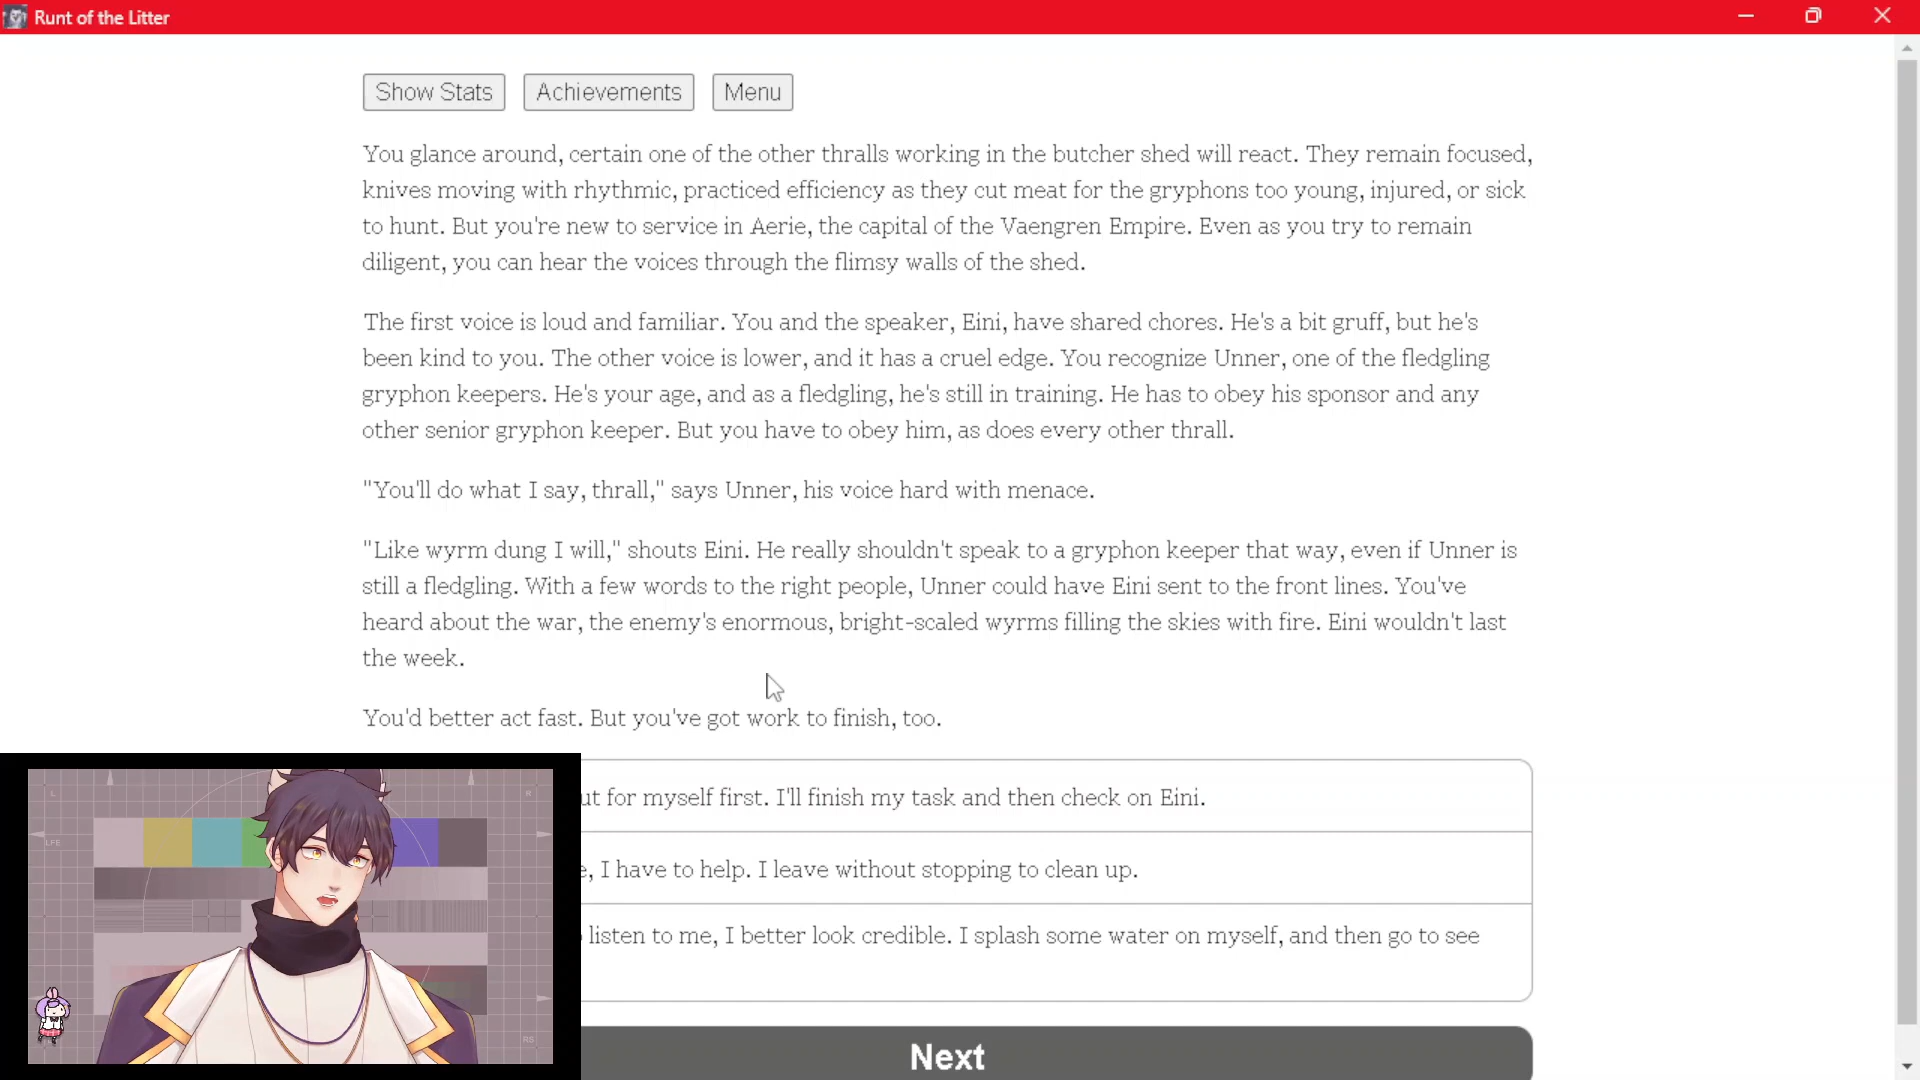 Runt of the Litter
Show Stats Achievements Menu
You glance around, certain one of the other thralls working in the butcher shed will react. They remain focused,
knives moving with rhythmic, practiced efficiency as they cut meat for the gryphons too young, injured, or sick
to hunt. But you're new to service in Aerie, the capital of the Vaengren Empire. Even as you try to remain
diligent, you can hear the voices through the flimsy walls of the shed.
The first voice is loud and familiar. You and the speaker, Eini, have shared chores. He's a bit gruff, but he's
been kind to you. The other voice is lower, and it has a cruel edge. You recognize Unner, one of the fledgling
gryphon keepers. He's your age, and as a fledgling, he's still in training. He has to obey his sponsor and any
other senior gryphon keeper. But you have to obey him, as does every other thrall.
"You'll do what I say, thrall," says Unner, his voice hard with menace.
"Like wyrm dung I will," shouts Eini. He really shouldn't speak to a gryphon keeper that way, even if Unner is
still a fledgling. With a few words to the right people, Unner could have Eini sent to the front lines. You've
heard about the war, the enemy's enormous, bright-scaled wyrms filling the skies with fire. Eini wouldn't last
the week.
You'd better act fast. But you've got work to finish, too.
ut for myself first. I'll finish my task and then check on Eini.
e, I have to help. I leave without stopping to clean up.
listen to me, I better look credible. I splash some water on myself, and then go to see
Next
L
R
LFE
RS